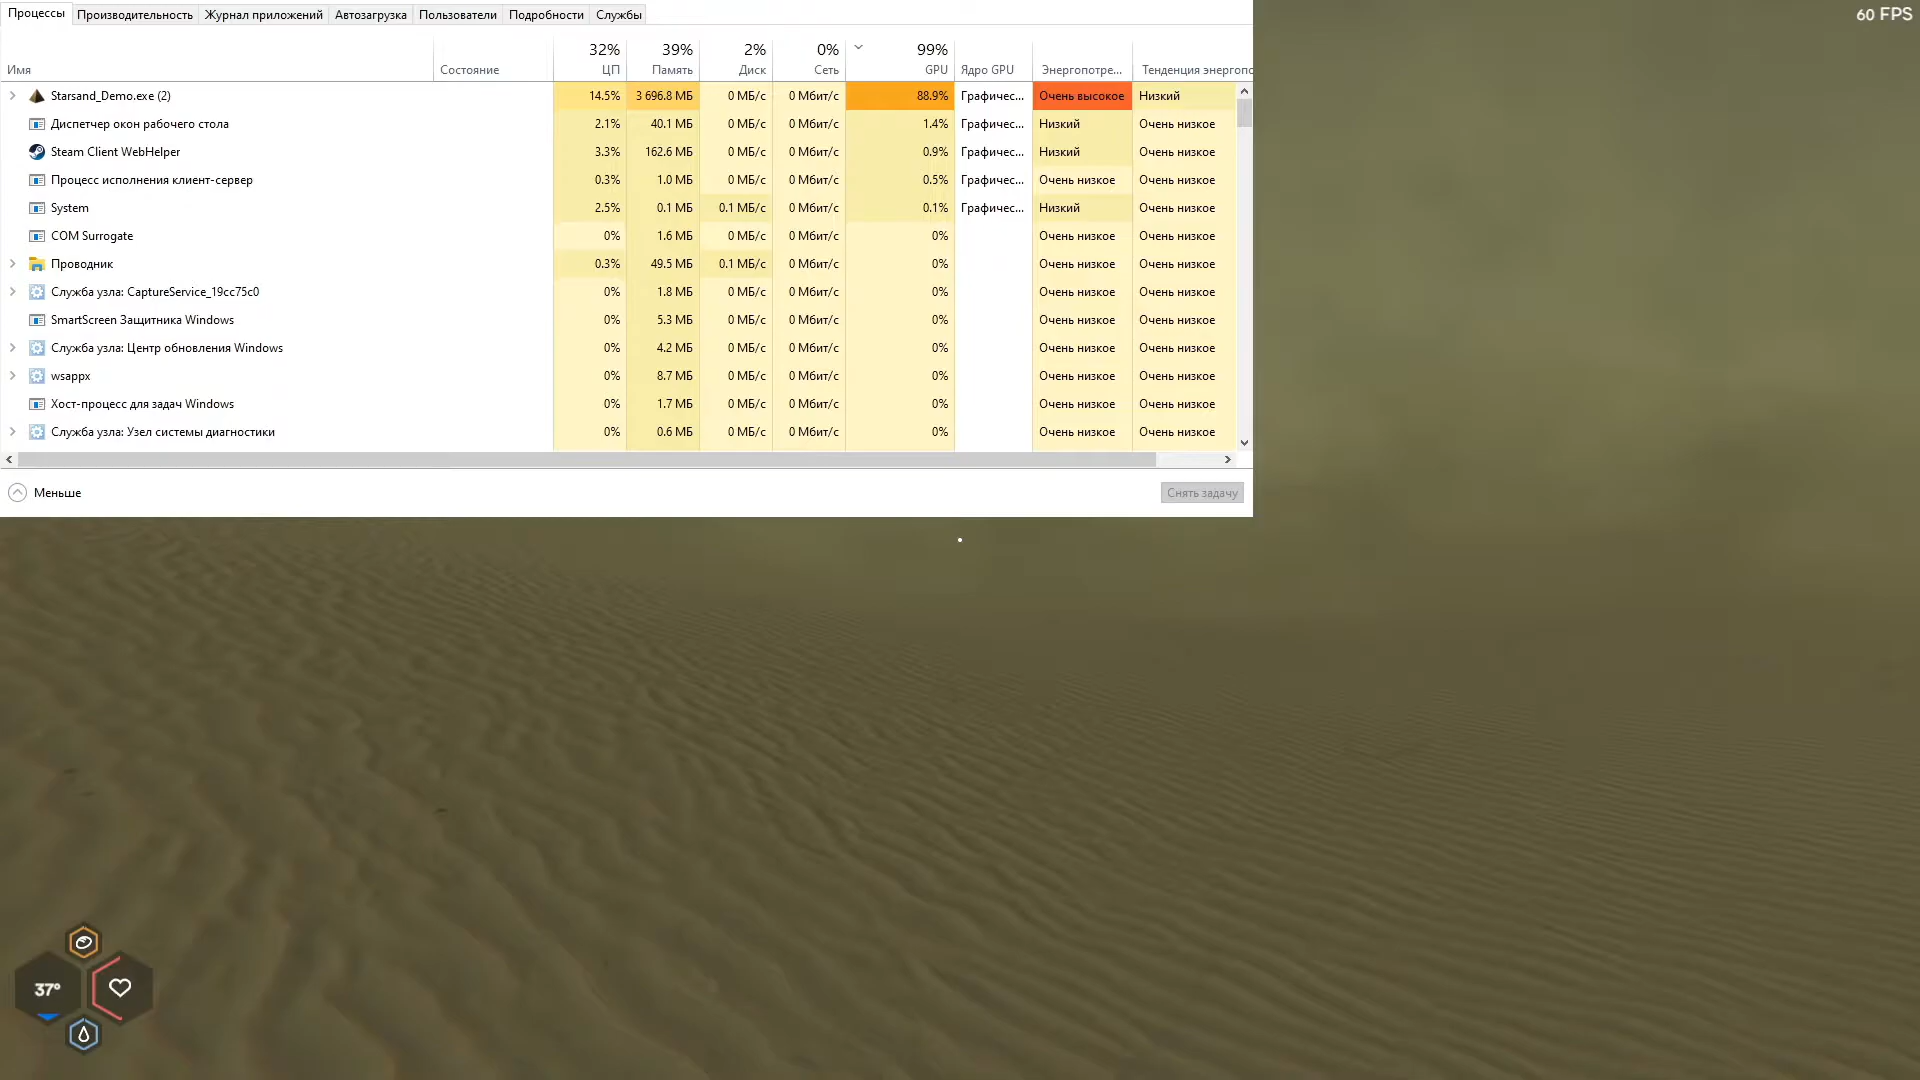 Процессы Производительность Журнал приложений Автозагрузка Пользователи Подробности Службы
60 FPS
32% 39% 2% 0% 99%
Имя Состояние ЦП Память Диск Сеть GPU Ядро GPU Энергопотре... Тенденция энергопо
Starsand_Demo.exe (2) 14.5% 3 696.8 МБ 0 МБ/с 0 Мбит/с 88.9% Графичес... Очень высокое Низкий
Диспетчер окон рабочего стола 2.1% 40.1 МБ 0 МБ/с 0 Мбит/с 1.4% Графичес... Низкий Очень низкое
Steam Client WebHelper 3.3% 162.6 МБ 0 МБ/с 0 Мбит/с 0.9% Графичес... Низкий Очень низкое
Процесс исполнения клиент-сервер 0.3% 1.0 МБ 0 МБ/с 0 Мбит/с 0.5% Графичес... Очень низкое Очень низкое
System 2.5% 0.1 МБ 0.1 МБ/с 0 Мбит/с 0.1% Графичес... Низкий Очень низкое
COM Surrogate 0% 1.6 МБ 0 МБ/с 0 Мбит/с 0% Очень низкое Очень низкое
Проводник 0.3% 49.5 МБ 0.1 МБ/с 0 Мбит/с 0% Очень низкое Очень низкое
Служба узла: CaptureService_19cc75c0 0% 1.8 МБ 0 МБ/с 0 Мбит/с 0% Очень низкое Очень низкое
SmartScreen Защитника Windows 0% 5.3 МБ 0 МБ/с 0 Мбит/с 0% Очень низкое Очень низкое
Служба узла: Центр обновления Windows 0% 4.2 МБ 0 МБ/с 0 Мбит/с 0% Очень низкое Очень низкое
wsappx 0% 8.7 МБ 0 МБ/с 0 Мбит/с 0% Очень низкое Очень низкое
Хост-процесс для задач Windows 0% 1.7 МБ 0 МБ/с 0 Мбит/с 0% Очень низкое Очень низкое
Служба узла: Узел системы диагностики 0% 0.6 МБ 0 МБ/с 0 Мбит/с 0% Очень низкое Очень низкое
Меньше Снять задачу
37°